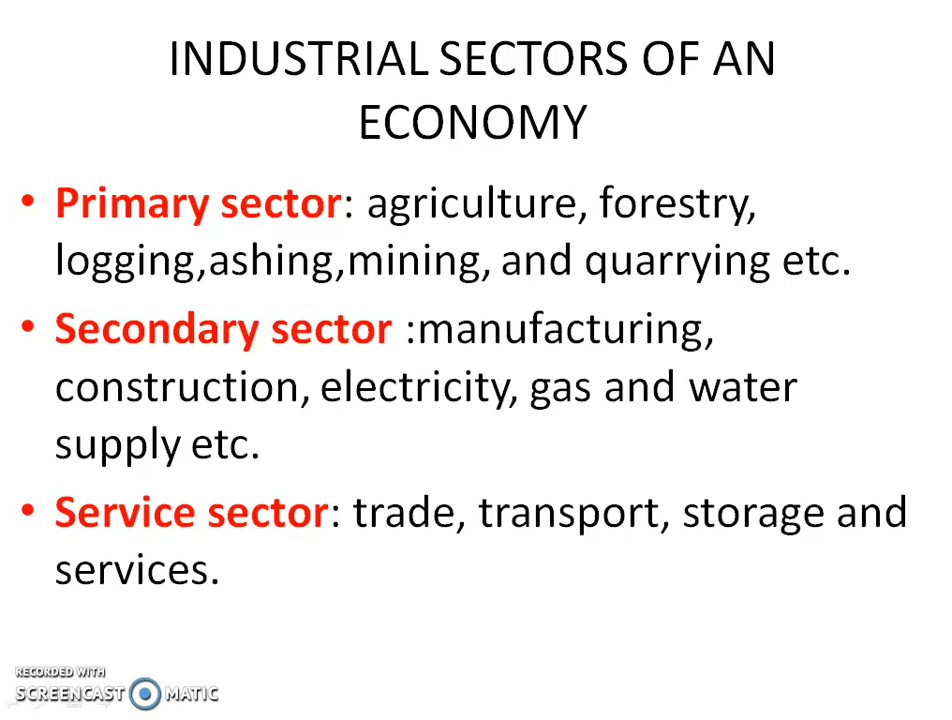 INDUSTRIAL SECTORS OF AN
ECONOMY
• Primary sector: agriculture, forestry,
logging,ashing,mining, and quarrying etc.
• Secondary sector :manufacturing,
construction, electricity, gas and water
supply etc.
• Service sector: trade, transport, storage and
services.
RECORDED WITH
SCREENCAST MATIC